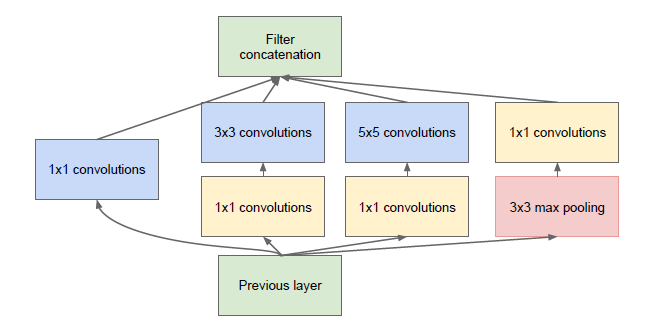 Filter
concatenation
3x3 convolutions
5x5 convolutions
1x1 convolutions
1x1 convolutions
1x1 convolutions
1x1 convolutions
3x3 max pooling
Previous layer